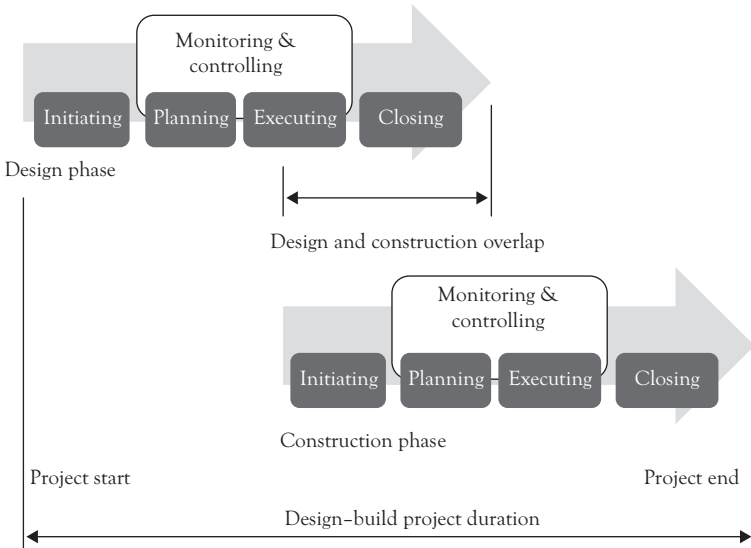 Monitoring &
controlling
Initiating Planning Executing Closing
Design phase
Design and construction overlap
Monitoring &
controlling
Initiating Planning Executing Closing
Construction phase
Project start Project end
Design–build project duration